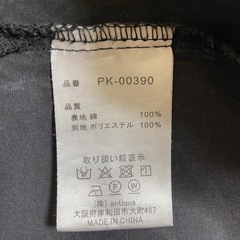 品番 PK-00390
品質
表地 綿 100%
別地 ポリエステル 100%
取り扱い絵表示
(株) antiqua
大阪府岸和田市大町467
MADE IN CHINA